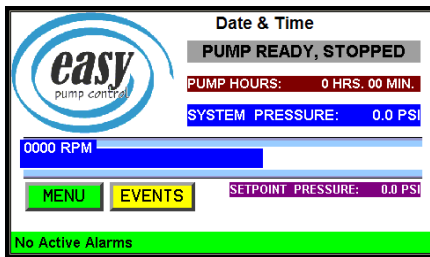 Date & Time
easy
pump control
PUMP READY, STOPPED
PUMP HOURS: 0 HRS. 00 MIN.
SYSTEM PRESSURE: 0.0 PSI
0000 RPM
MENU
EVENTS
SETPOINT PRESSURE: 0.0 PSI
No Active Alarms